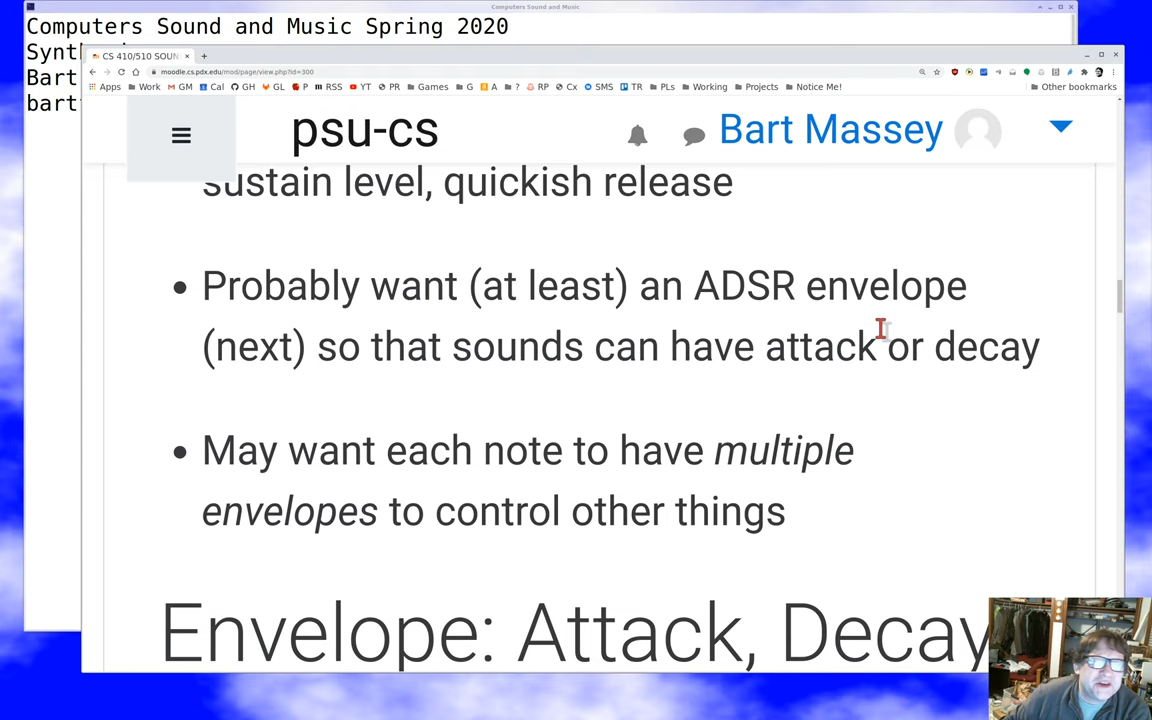 Computers Sound and Music
Computers Sound and Music Spring 2020
Synt
Bart
bart
CS 410/510 SOUN
moodle.cs.pdx.edu/mod/page/view.php?id=300
Apps Work GM Cal GH GL P RSS YT PR Games G A ? RP Cx SMS TR PLs Working Projects Notice Me! Other bookmarks
psu-cs Bart Massey
sustain level, quickish release
• Probably want (at least) an ADSR envelope
(next) so that sounds can have attack or decay
• May want each note to have multiple
envelopes to control other things
Envelope: Attack, Decay